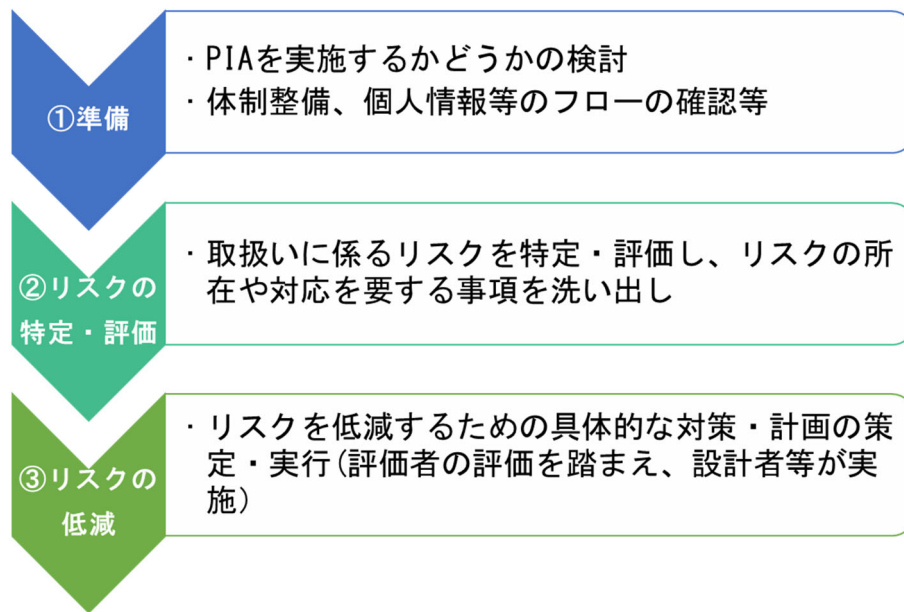 ①準備
・PIAを実施するかどうかの検討
・体制整備、個人情報等のフローの確認等
②リスクの
特定・評価
・取扱いに係るリスクを特定・評価し、リスクの所
在や対応を要する事項を洗い出し
③リスクの
低減
・リスクを低減するための具体的な対策・計画の策
定・実行(評価者の評価を踏まえ、設計者等が実
施)